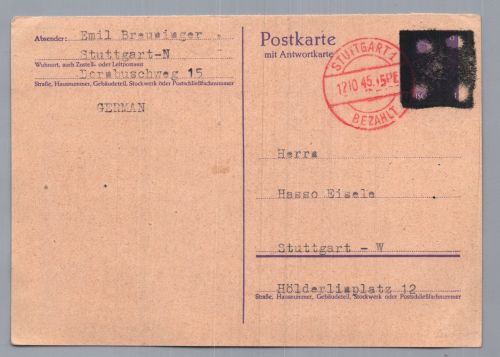 Absender: Emil Breuninger
Stuttgart-N
Wohnort, auch Zustell- oder Leitpostamt
Dornbuschweg 15
Straße, Hausnummer, Gebäudeteil, Stockwerk oder Postschließfachnummer
GERMAN
Postkarte
mit Antwortkarte
STUTTGART 1
12.10.45.-5PE
BEZAHLT
Herrn
Hasso Eisele
Stuttgart - W
Hölderlinplatz 12
Straße, Hausnummer, Gebäudeteil, Stockwerk oder Postschließfachnummer